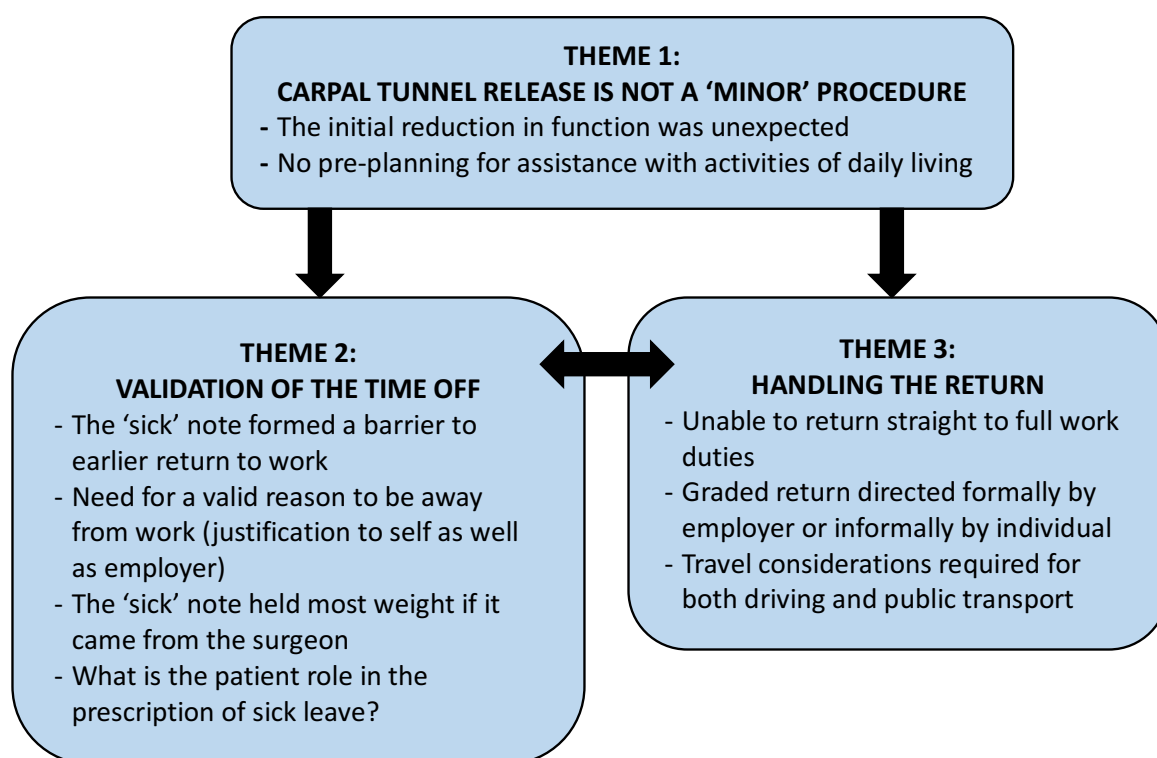 THEME 1:
CARPAL TUNNEL RELEASE IS NOT A ‘MINOR’ PROCEDURE
- The initial reduction in function was unexpected
- No pre-planning for assistance with activities of daily living
THEME 2:
VALIDATION OF THE TIME OFF
- The ‘sick’ note formed a barrier to
earlier return to work
- Need for a valid reason to be away
from work (justification to self as well
as employer)
- The ‘sick’ note held most weight if it
came from the surgeon
- What is the patient role in the
prescription of sick leave?
THEME 3:
HANDLING THE RETURN
- Unable to return straight to full work
duties
- Graded return directed formally by
employer or informally by individual
- Travel considerations required for
both driving and public transport